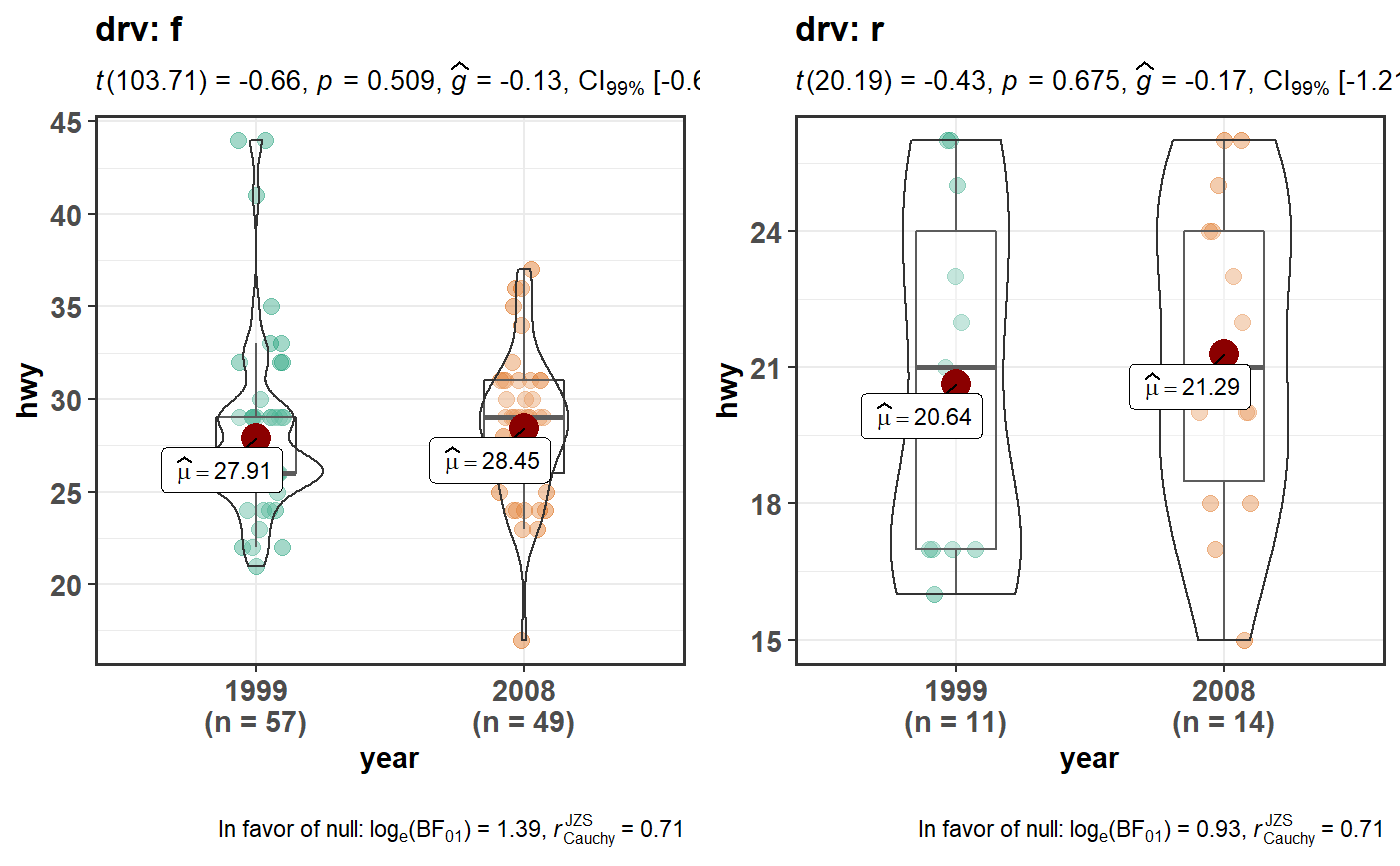 drv: f
t(103.71) = -0.66, p = 0.509, ĝ = -0.13, CI99% [-0.6
45
40
35
30
25
20
hwy
μ̂ = 27.91
μ̂ = 28.45
1999
(n = 57)
2008
(n = 49)
year
In favor of null: loge(BF01) = 1.39, r JZS Cauchy = 0.71
drv: r
t(20.19) = -0.43, p = 0.675, ĝ = -0.17, CI99% [-1.21
24
21
18
15
hwy
μ̂ = 20.64
μ̂ = 21.29
1999
(n = 11)
2008
(n = 14)
year
In favor of null: loge(BF01) = 0.93, r JZS Cauchy = 0.71